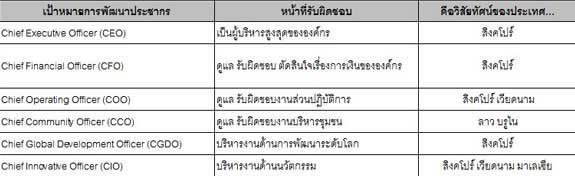 เป้าหมายการพัฒนาประชากร หน้าที่รับผิดชอบ คือวิสัยทัศน์ของประเทศ...
Chief Executive Officer (CEO) เป็นผู้บริหารสูงสุดขององค์กร สิงคโปร์
Chief Financial Officer (CFO) ดูแล รับผิดชอบ ตัดสินใจเรื่องการเงินขององค์กร สิงคโปร์
Chief Operating Officer (COO) ดูแล รับผิดชอบงานส่วนปฏิบัติการ สิงคโปร์ เวียดนาม
Chief Community Officer (CCO) ดูแล รับผิดชอบงานบริหารชุมชน ลาว บรูไน
Chief Global Development Officer (CGDO) บริหารงานด้านการพัฒนาระดับโลก สิงคโปร์
Chief Innovative Officer (CIO) บริหารงานด้านนวัตกรรม สิงคโปร์ เวียดนาม มาเลเซีย